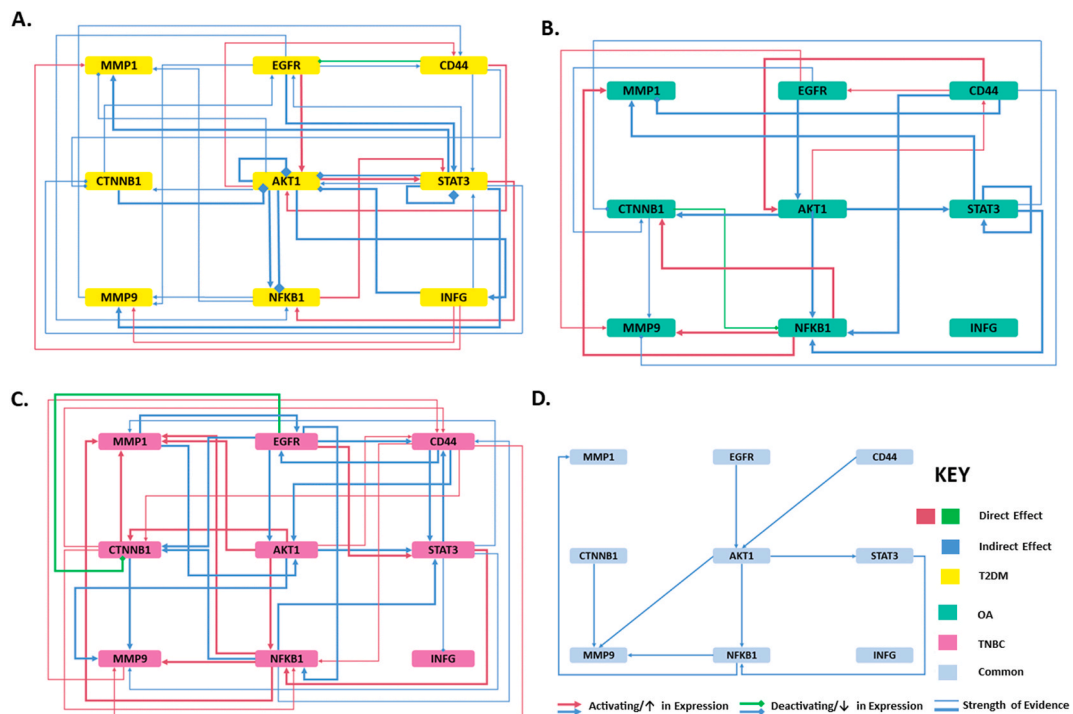 A.
MMP1
EGFR
CD44
CTNNB1
AKT1
STAT3
MMP9
NFKB1
INFG
B.
MMP1
EGFR
CD44
CTNNB1
AKT1
STAT3
MMP9
NFKB1
INFG
C.
MMP1
EGFR
CD44
CTNNB1
AKT1
STAT3
MMP9
NFKB1
INFG
D.
MMP1
EGFR
CD44
CTNNB1
AKT1
STAT3
MMP9
NFKB1
INFG
KEY
Direct Effect
Indirect Effect
T2DM
OA
TNBC
Common
Activating/↑ in Expression
Deactivating/↓ in Expression
Strength of Evidence